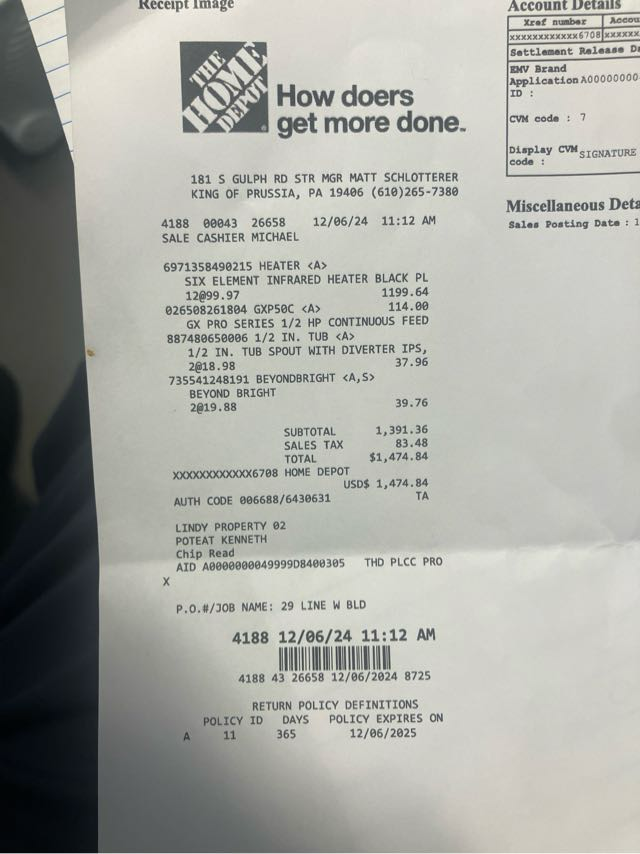 Receipt Image
THE
HOME
DEPOT
How doers
get more done.
181 S GULPH RD STR MGR MATT SCHLOTTERER
KING OF PRUSSIA, PA 19406 (610)265-7380
4188 00043 26658 12/06/24 11:12 AM
SALE CASHIER MICHAEL
6971358490215 HEATER <A>
SIX ELEMENT INFRARED HEATER BLACK PL
12@99.97 1199.64
026508261804 GXP50C <A> 114.00
GX PRO SERIES 1/2 HP CONTINUOUS FEED
887480650006 1/2 IN. TUB <A>
1/2 IN. TUB SPOUT WITH DIVERTER IPS,
2@18.98 37.96
735541248191 BEYONDBRIGHT <A,S>
BEYOND BRIGHT
2@19.88 39.76
SUBTOTAL 1,391.36
SALES TAX 83.48
TOTAL $1,474.84
XXXXXXXXXXXX6708 HOME DEPOT
USD$ 1,474.84
AUTH CODE 006688/6430631 TA
LINDY PROPERTY 02
POTEAT KENNETH
Chip Read
AID A0000000049999D8400305 THD PLCC PRO
X
P.O.#/JOB NAME: 29 LINE W BLD
4188 12/06/24 11:12 AM
4188 43 26658 12/06/2024 8725
RETURN POLICY DEFINITIONS
POLICY ID DAYS POLICY EXPIRES ON
A 11 365 12/06/2025
Account Details
Xref number Accou
xxxxxxxxxxxx6708 xxxxxx
Settlement Release D
EMV Brand
Application A00000000
ID :
CVM code : 7
Display CVM SIGNATURE
code :
Miscellaneous Deta
Sales Posting Date : 1